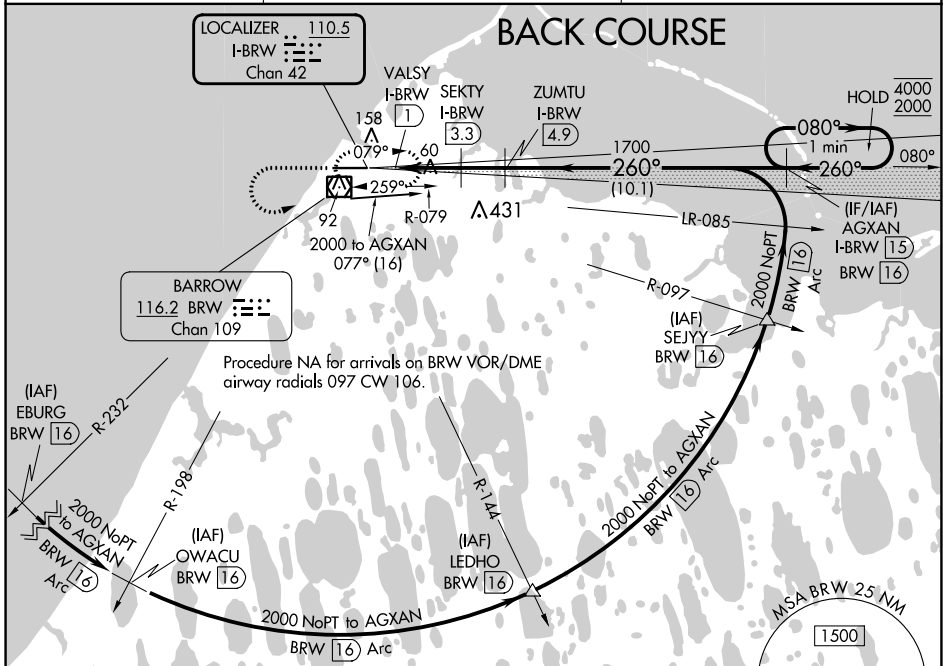 BACK COURSE
LOCALIZER 110.5
I-BRW
Chan 42
VALSY
I-BRW
1
SEKTY
I-BRW
3.3
ZUMTU
I-BRW
4.9
HOLD
4000
2000
158
079°
60
1700
080°
1 min
260°
260°
080°
(10.1)
259°
92
R-079
431
2000 to AGXAN
077° (16)
LR-085
(IF/IAF)
AGXAN
I-BRW 15
BRW 16
2000 NoPT
BRW 16
Arc
R-097
BARROW
116.2 BRW
Chan 109
(IAF)
SEJYY
BRW 16
Procedure NA for arrivals on BRW VOR/DME
airway radials 097 CW 106.
(IAF)
EBURG
BRW 16
R-232
R-198
R-144
2000 NoPT to AGXAN
BRW 16 Arc
2000 NoPT
to AGXAN
BRW 16
Arc
(IAF)
OWACU
BRW 16
(IAF)
LEDHO
BRW 16
2000 NoPT to AGXAN
BRW 16 Arc
MSA BRW 25 NM
1500